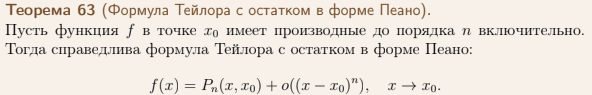 Теорема 63 (Формула Тейлора с остатком в форме Пеано).
Пусть функция f в точке x₀ имеет производные до порядка n включительно.
Тогда справедлива формула Тейлора с остатком в форме Пеано:
f(x) = Pₙ(x, x₀) + o((x − x₀)ⁿ), x → x₀.